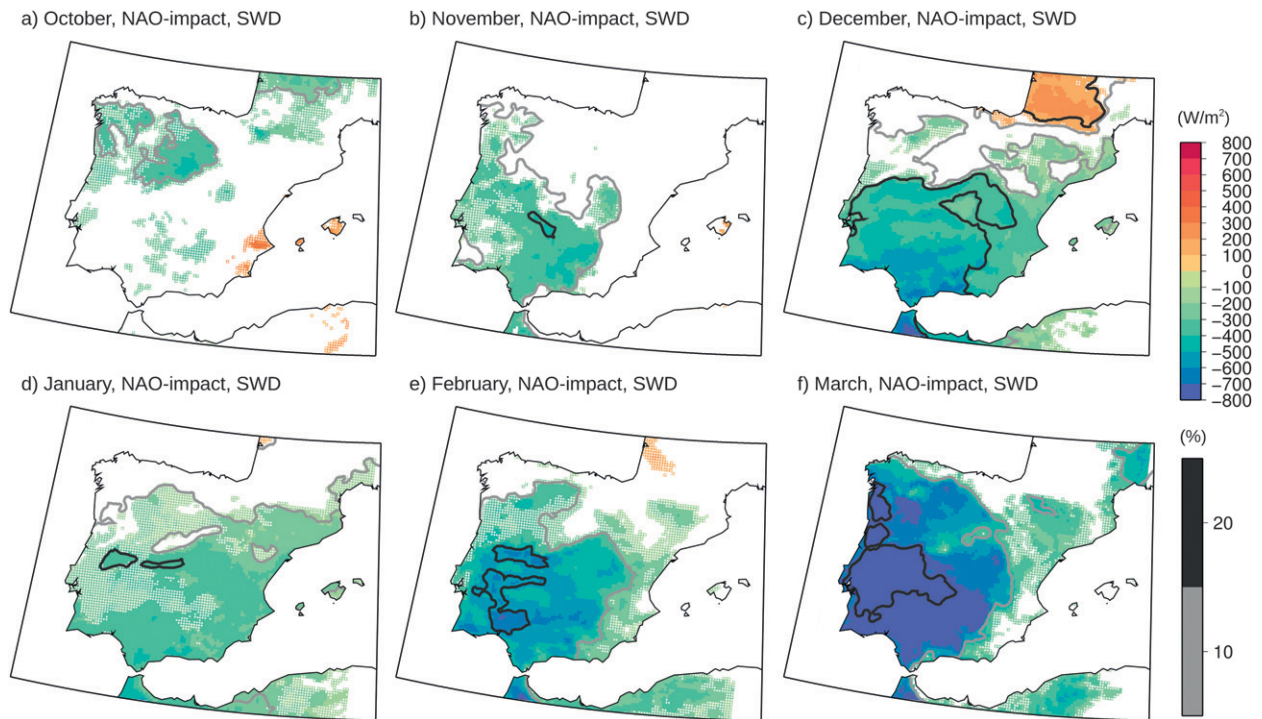 a) October, NAO-impact, SWD
b) November, NAO-impact, SWD
c) December, NAO-impact, SWD
(W/m²)
800
700
600
500
400
300
200
100
0
−100
−200
−300
−400
−500
−600
−700
−800
d) January, NAO-impact, SWD
e) February, NAO-impact, SWD
f) March, NAO-impact, SWD
(%)
20
10